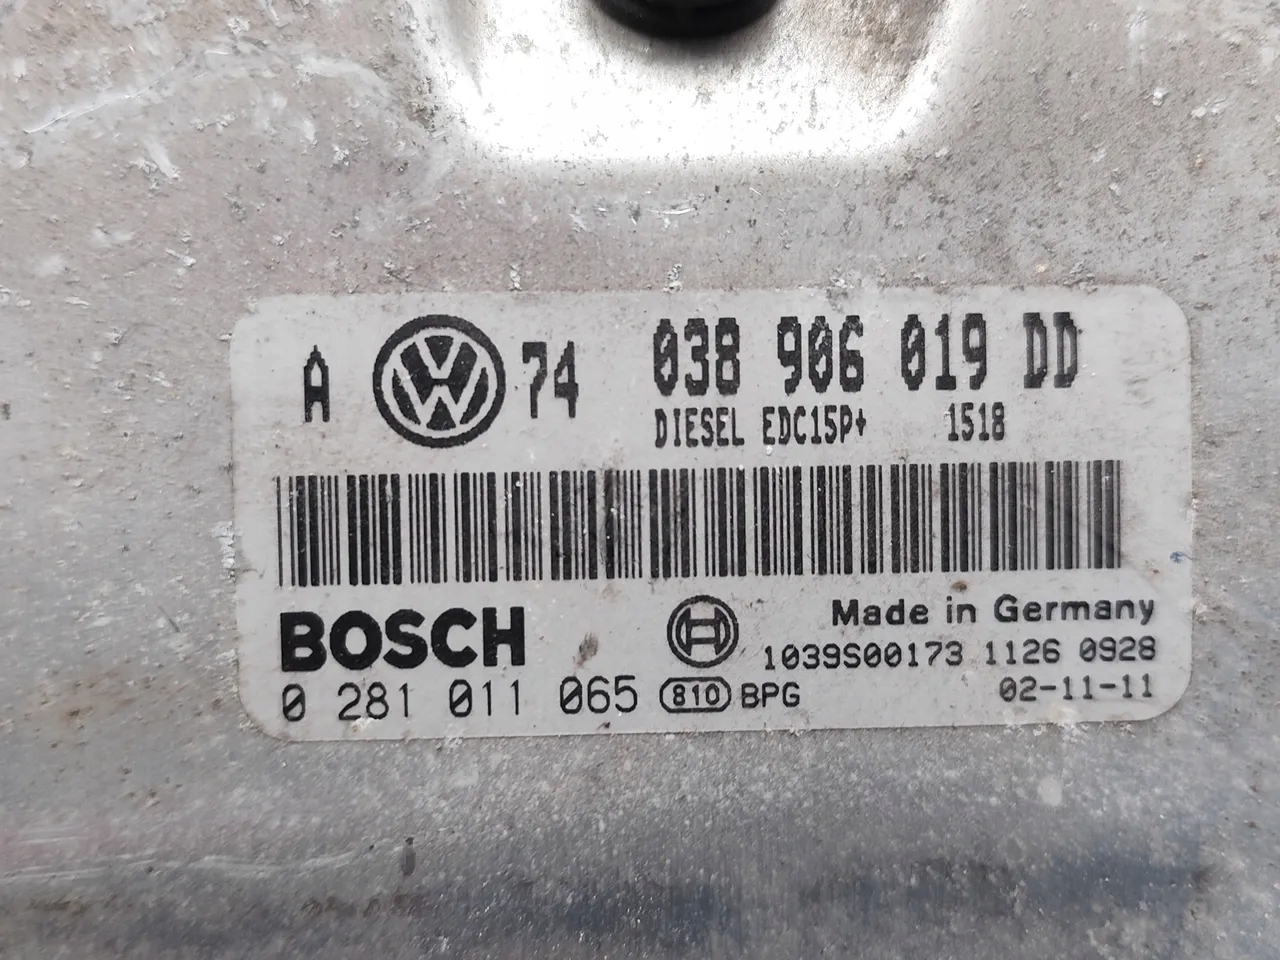 A VW 74 038 906 019 DD
DIESEL EDC15P+ 1518
BOSCH Made in Germany
1039S00173 1126 0928
0 281 011 065 810 BPG 02-11-11